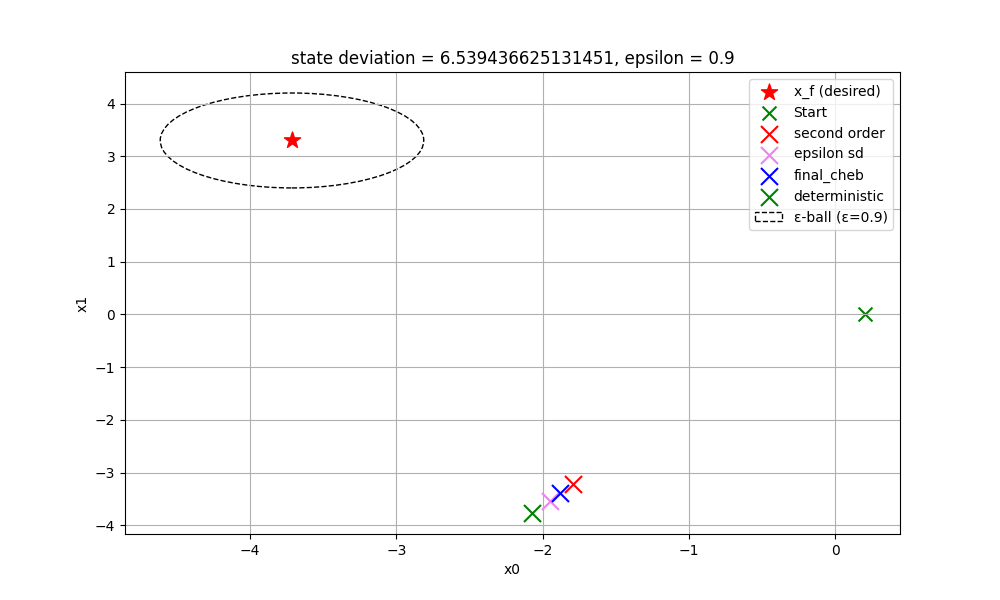 state deviation = 6.539436625131451, epsilon = 0.9
x_f (desired)
Start
second order
epsilon sd
final_cheb
deterministic
ε-ball (ε=0.9)
4
3
2
1
0
−1
−2
−3
−4
x1
−4
−3
−2
−1
0
x0